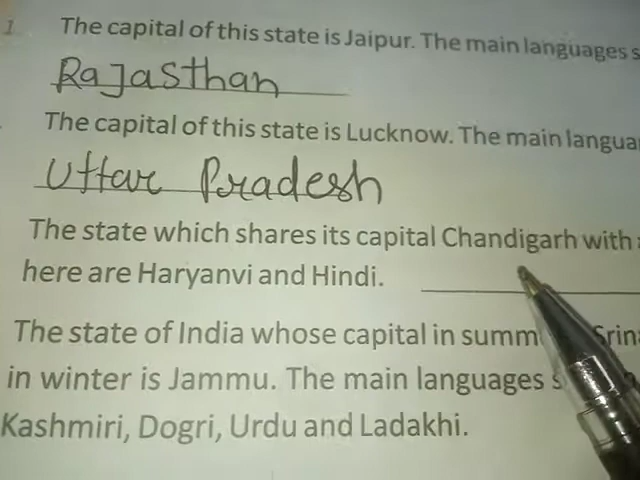 1 The capital of this state is Jaipur. The main languages
Rajasthan
The capital of this state is Lucknow. The main
Uttar Pradesh
The state which shares its capital Chandigarh with
here are Haryanvi and Hindi.
The state of India whose capital in
in winter is Jammu. The main languages
Kashmiri, Dogri, Urdu and Ladakhi.